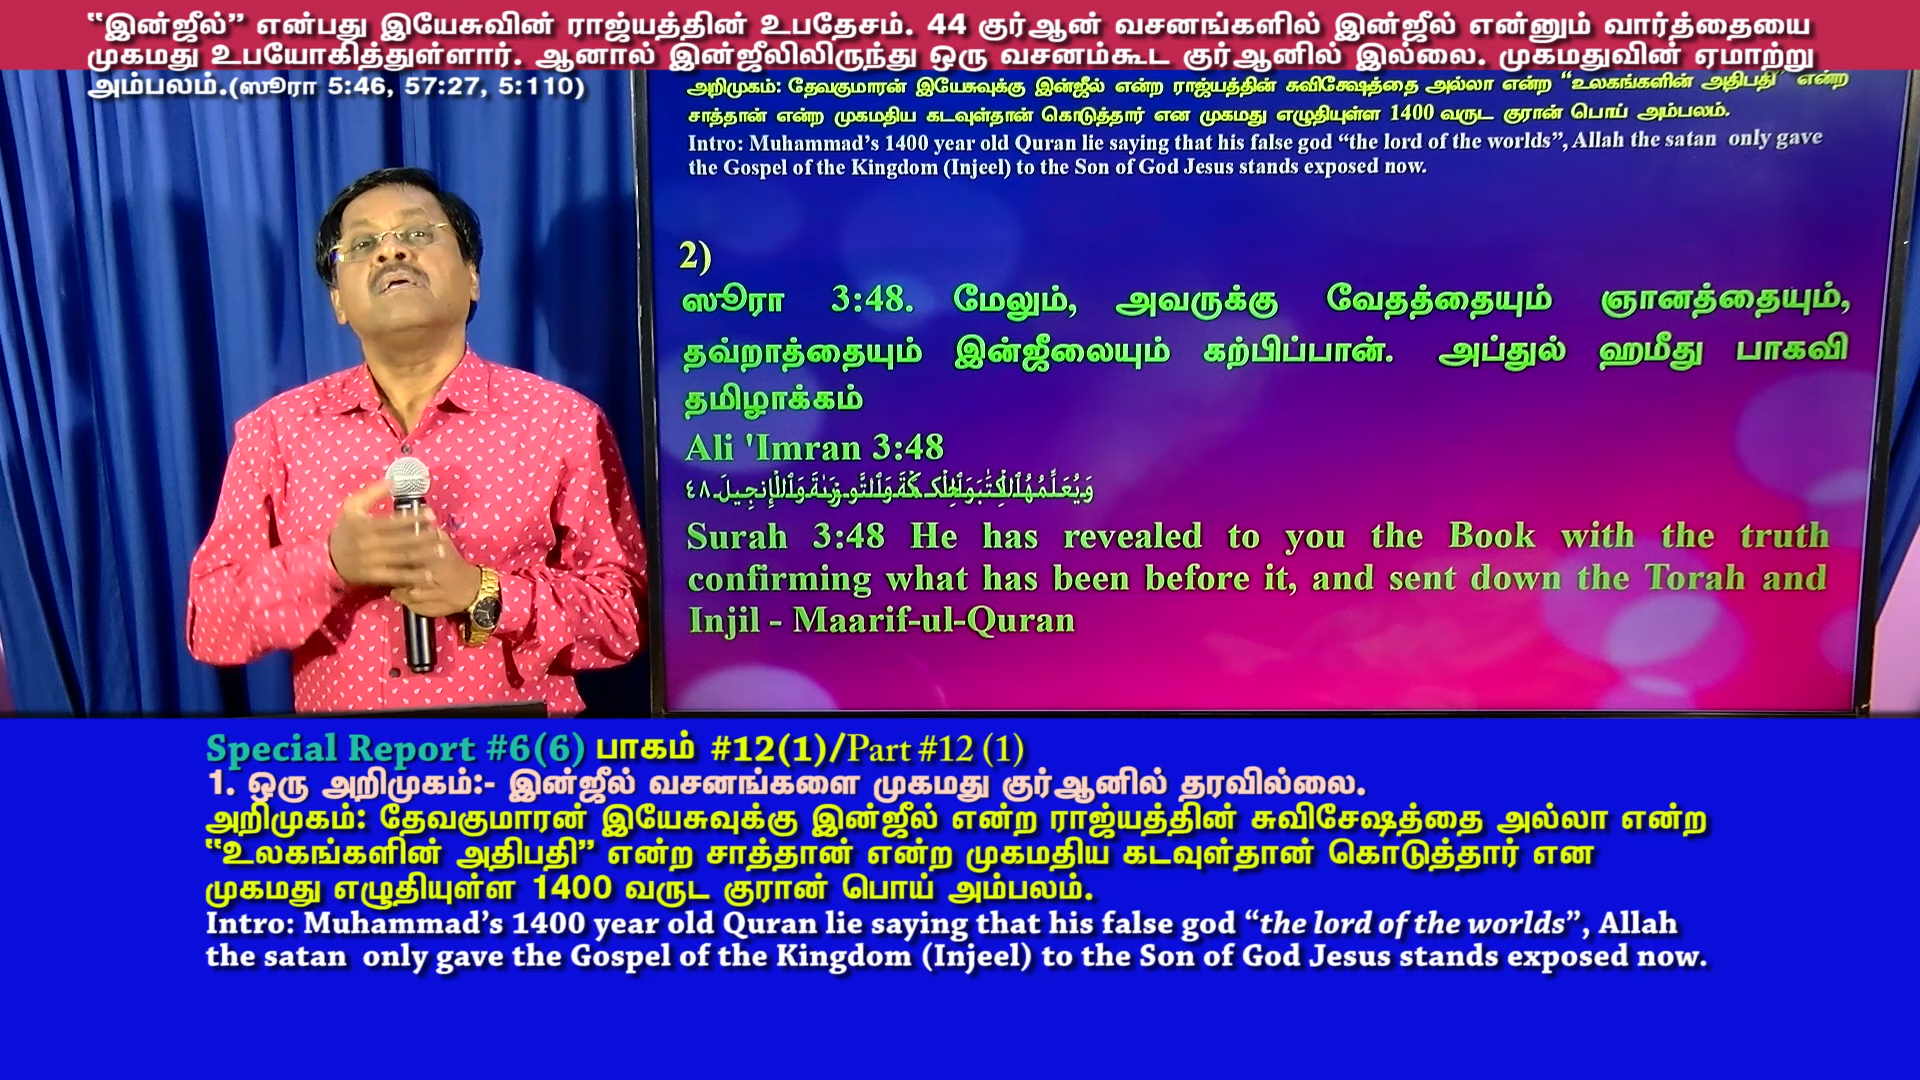 “இன்ஜீல்” என்பது இயேசுவின் ராஜ்யத்தின் உபதேசம். 44 குர்ஆன் வசனங்களில் இன்ஜீல் என்னும் வார்த்தையை
முகமது உபயோகித்துள்ளார். ஆனால் இன்ஜீலிலிருந்து ஒரு வசனம்கூட குர்ஆனில் இல்லை. முகமதுவின் ஏமாற்று
அம்பலம்.(ஸூரா 5:46, 57:27, 5:110)
அறிமுகம்: தேவகுமாரன் இயேசுவுக்கு இன்ஜீல் என்ற ராஜ்யத்தின் சுவிசேஷத்தை அல்லா என்ற “உலகங்களின் அதிபதி” என்ற
சாத்தான் என்ற முகமதிய கடவுள்தான் கொடுத்தார் என முகமது எழுதியுள்ள 1400 வருட குரான் பொய் அம்பலம்.
Intro: Muhammad’s 1400 year old Quran lie saying that his false god “the lord of the worlds”, Allah the satan only gave
the Gospel of the Kingdom (Injeel) to the Son of God Jesus stands exposed now.
2)
ஸூரா 3:48. மேலும், அவருக்கு வேதத்தையும் ஞானத்தையும்,
தவ்றாத்தையும் இன்ஜீலையும் கற்பிப்பான். அப்துல் ஹமீது பாகவி
தமிழாக்கம்
Ali 'Imran 3:48
Surah 3:48 He has revealed to you the Book with the truth
confirming what has been before it, and sent down the Torah and
Injil - Maarif-ul-Quran
Special Report #6(6) பாகம் #12(1)/Part #12 (1)
1. ஒரு அறிமுகம்:- இன்ஜீல் வசனங்களை முகமது குர்ஆனில் தரவில்லை.
அறிமுகம்: தேவகுமாரன் இயேசுவுக்கு இன்ஜீல் என்ற ராஜ்யத்தின் சுவிசேஷத்தை அல்லா என்ற
“உலகங்களின் அதிபதி” என்ற சாத்தான் என்ற முகமதிய கடவுள்தான் கொடுத்தார் என
முகமது எழுதியுள்ள 1400 வருட குரான் பொய் அம்பலம்.
Intro: Muhammad’s 1400 year old Quran lie saying that his false god “the lord of the worlds”, Allah
the satan only gave the Gospel of the Kingdom (Injeel) to the Son of God Jesus stands exposed now.